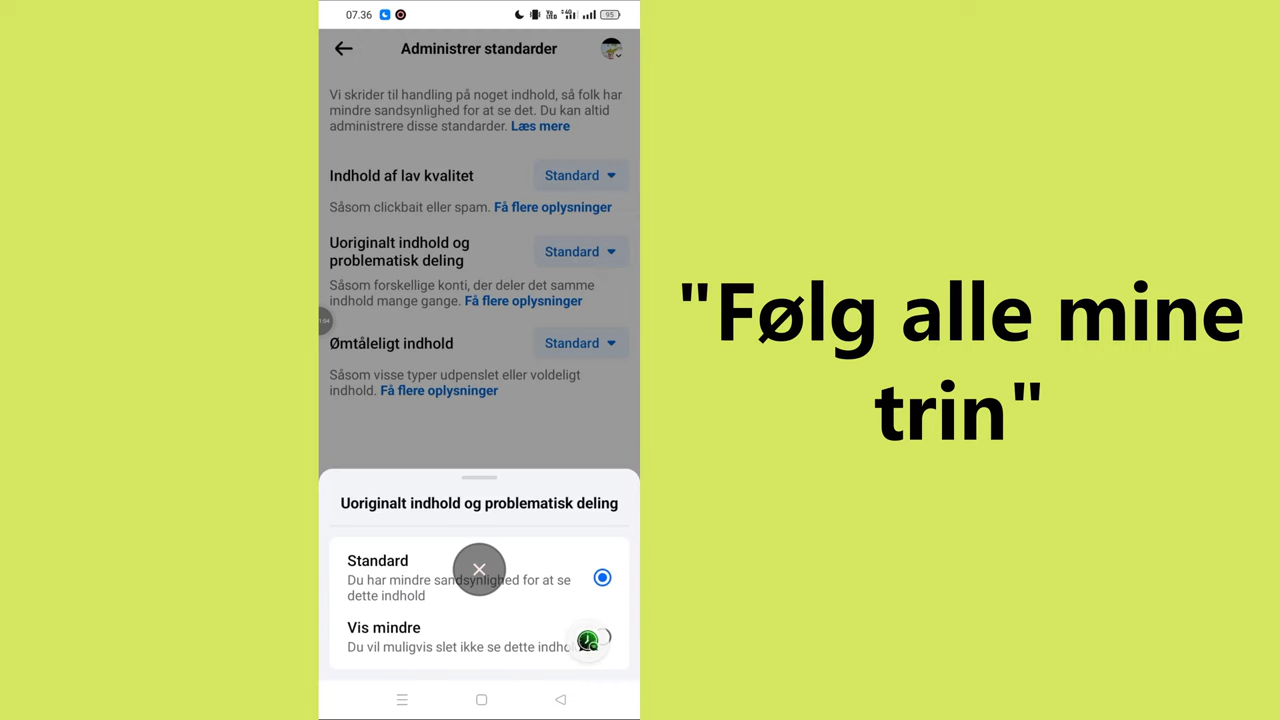 07.36
95
Administrer standarder
Vi skrider til handling på noget indhold, så folk har
mindre sandsynlighed for at se det. Du kan altid
administrere disse standarder. Læs mere
Indhold af lav kvalitet
Standard
Såsom clickbait eller spam. Få flere oplysninger
Uoriginalt indhold og
problematisk deling
Standard
Såsom forskellige konti, der deler det samme
indhold mange gange. Få flere oplysninger
Ømtåleligt indhold
Standard
Såsom visse typer udpenslet eller voldeligt
indhold. Få flere oplysninger
Uoriginalt indhold og problematisk deling
Standard
Du har mindre sandsynlighed for at se
dette indhold
Vis mindre
Du vil muligvis slet ikke se dette
"Følg alle mine
trin"